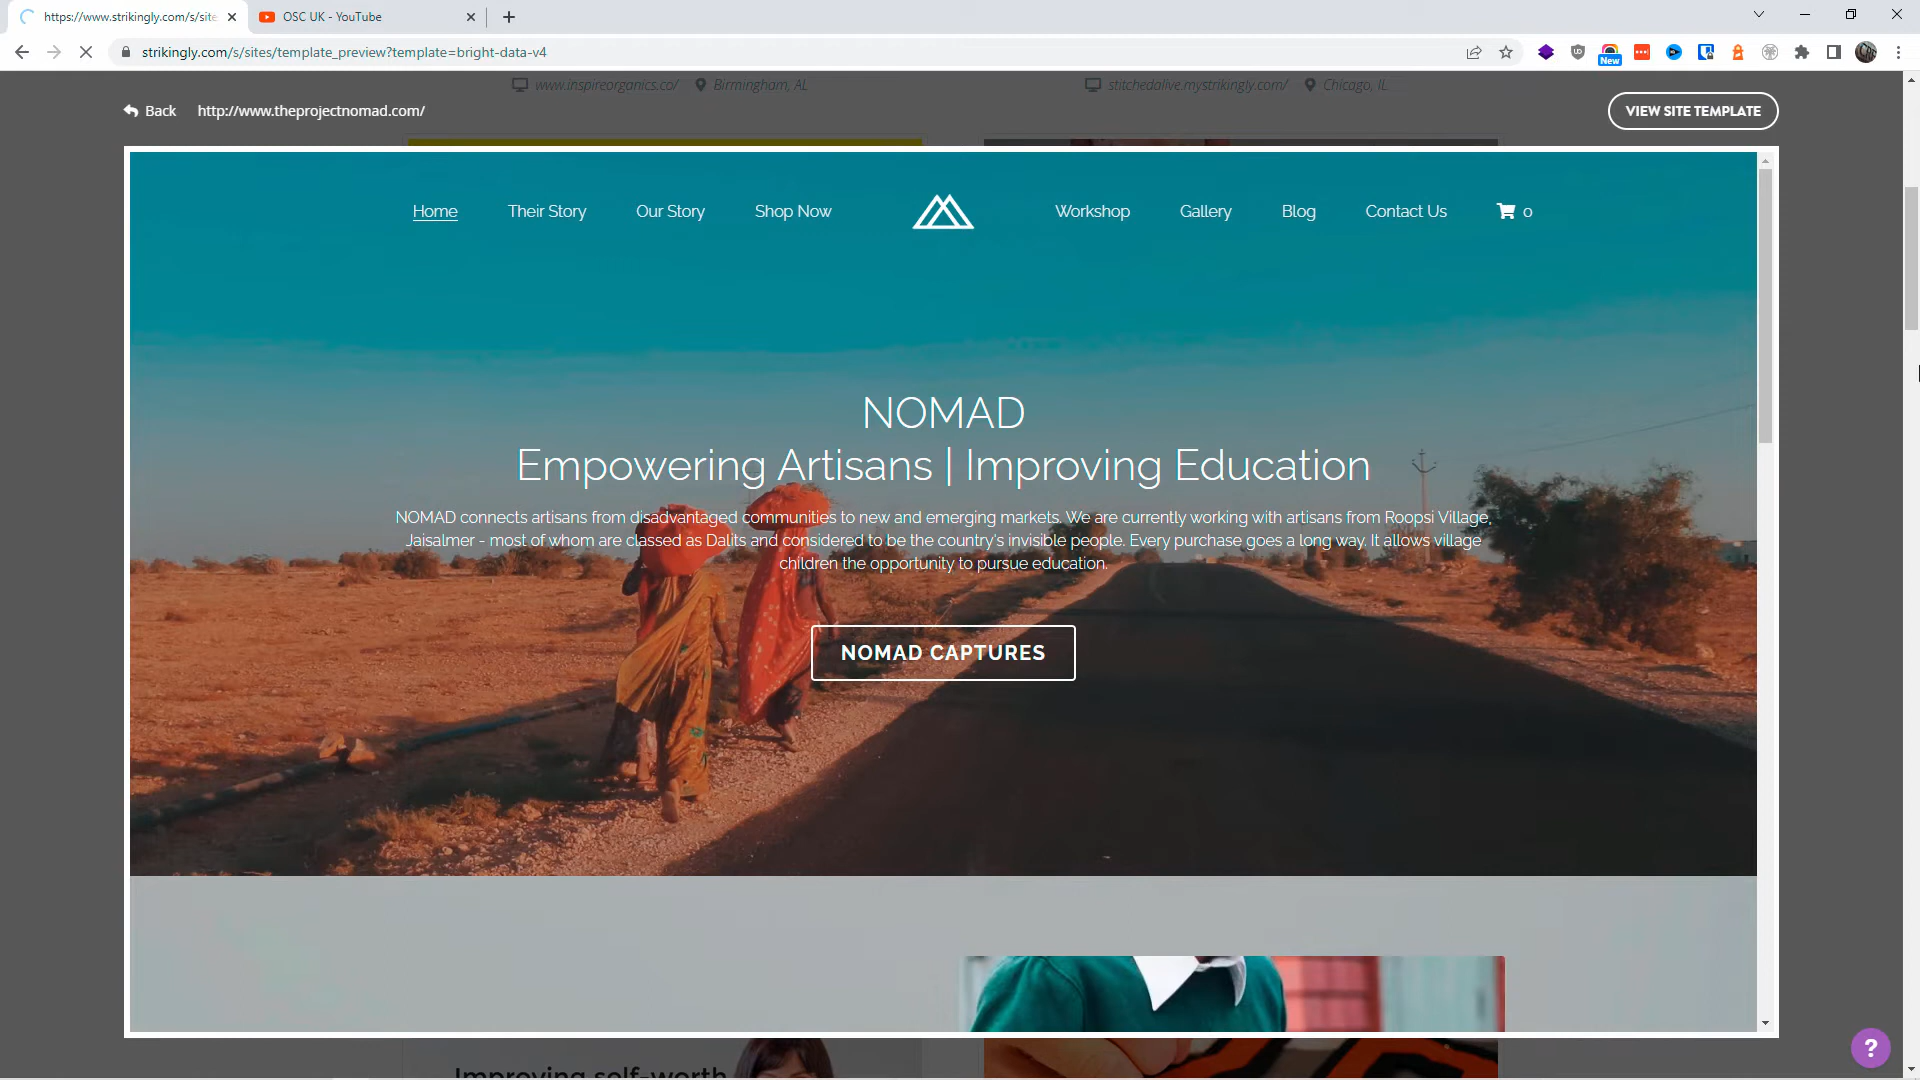 https://www.strikingly.com/s/site
OSC UK - YouTube
strikingly.com/s/sites/template_preview?template=bright-data-v4
New
www.inspireorganics.co/ Birmingham, AL
stitchedalive.mystrikingly.com/ Chicago, IL
Back http://www.theprojectnomad.com/
VIEW SITE TEMPLATE
Home Their Story Our Story Shop Now Workshop Gallery Blog Contact Us 0
NOMAD
Empowering Artisans | Improving Education
NOMAD connects artisans from disadvantaged communities to new and emerging markets. We are currently working with artisans from Roopsi Village,
Jaisalmer - most of whom are classed as Dalits and considered to be the country's invisible people. Every purchase goes a long way. It allows village
children the opportunity to pursue education.
NOMAD CAPTURES
Improving self-worth
?